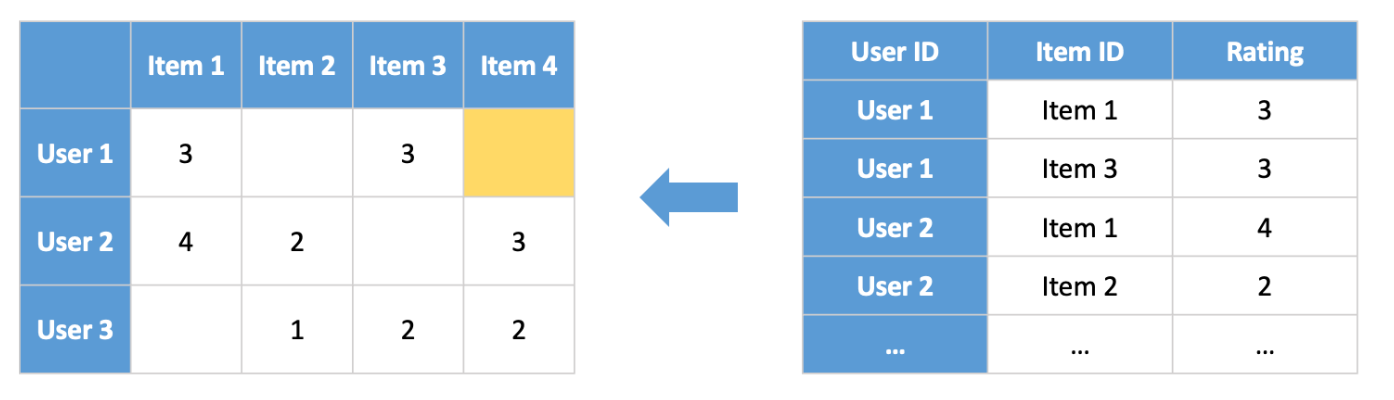 Item 1 Item 2 Item 3 Item 4
User 1 3 3
User 2 4 2 3
User 3 1 2 2
User ID Item ID Rating
User 1 Item 1 3
User 1 Item 3 3
User 2 Item 1 4
User 2 Item 2 2
... ... ...